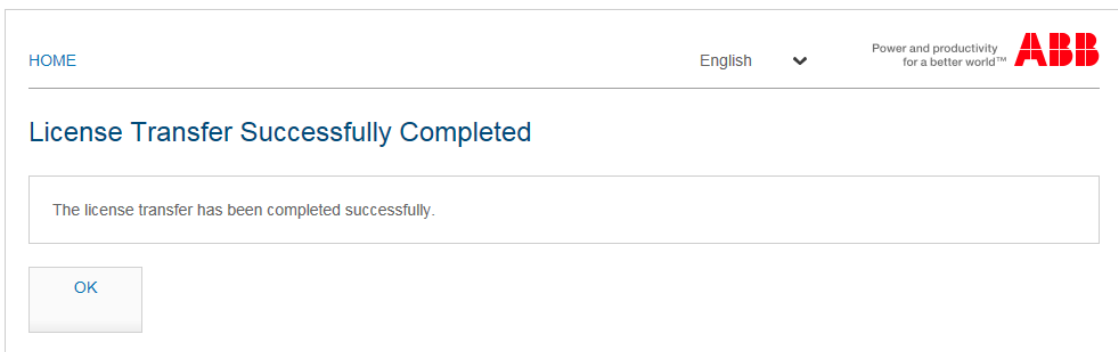 HOME
English
Power and productivity
for a better world™
ABB
License Transfer Successfully Completed
The license transfer has been completed successfully.
OK